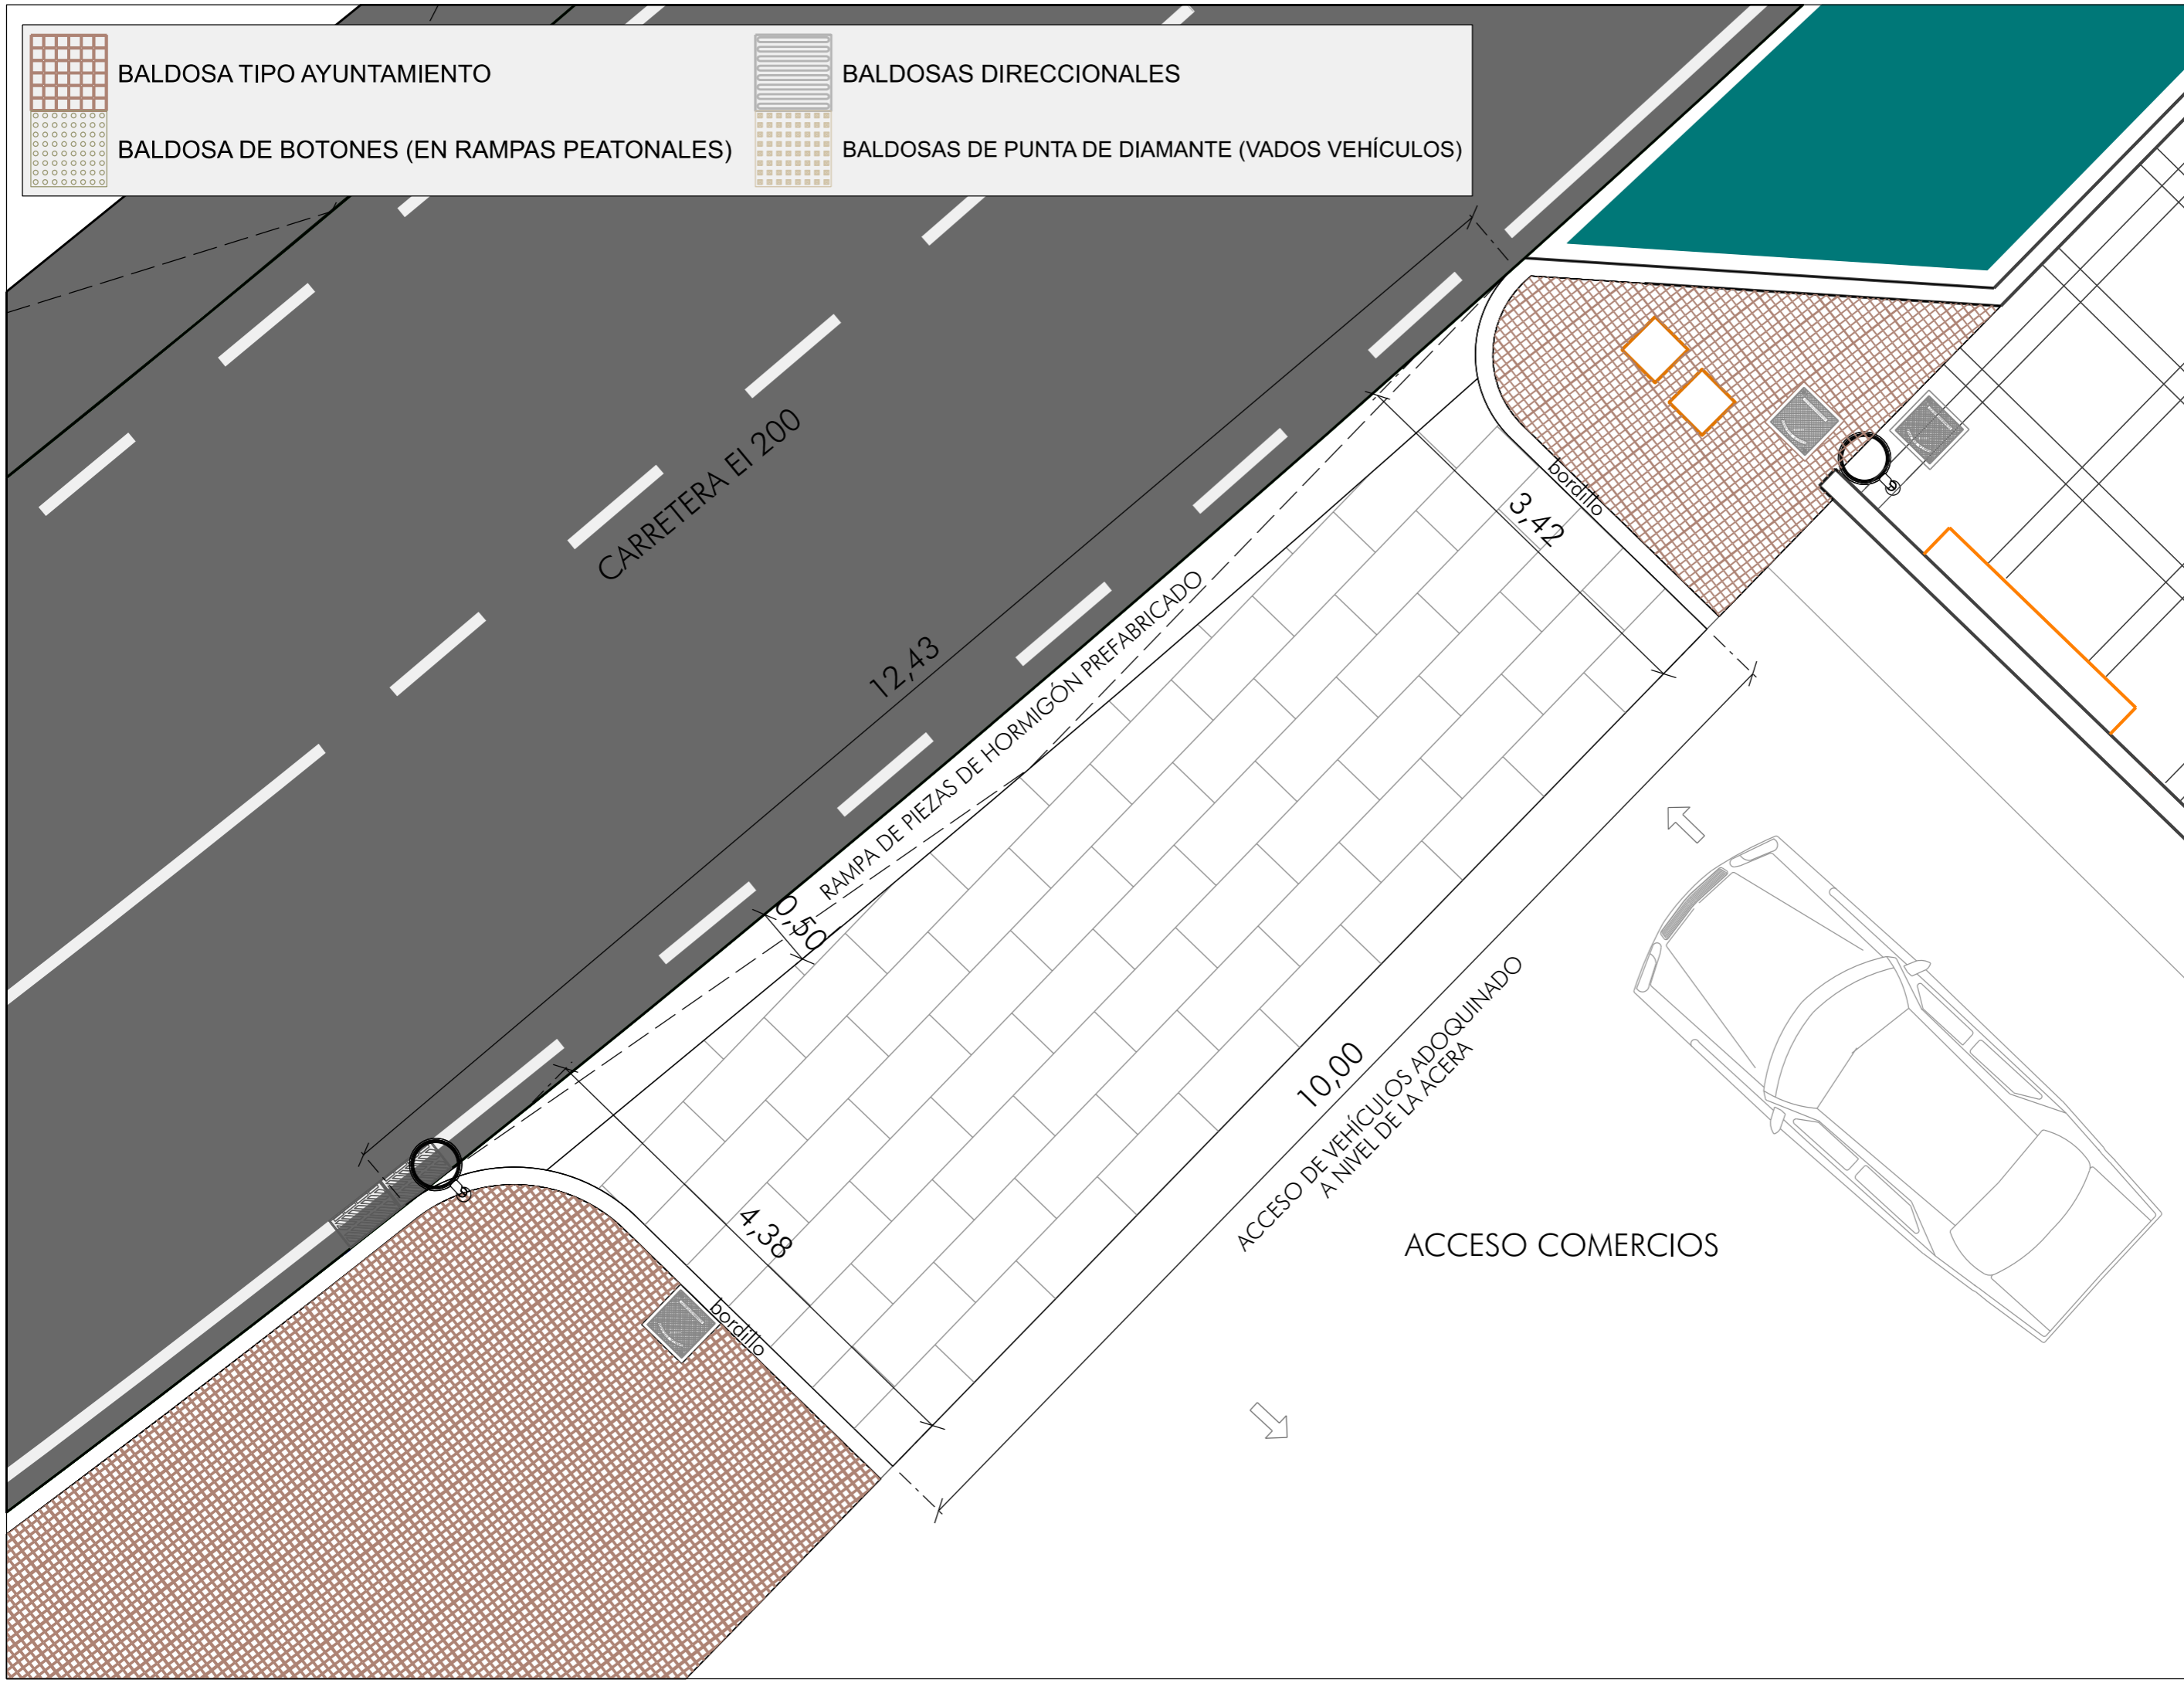 BALDOSA TIPO AYUNTAMIENTO
BALDOSAS DIRECCIONALES
BALDOSA DE BOTONES (EN RAMPAS PEATONALES)
BALDOSAS DE PUNTA DE DIAMANTE (VADOS VEHÍCULOS)
CARRETERA EI 200
bordillo
3,42
12,43
RAMPA DE PIEZAS DE HORMIGÓN PREFABRICADO
0,50
10,00
ACCESO DE VEHÍCULOS ADOQUINADO
A NIVEL DE LA ACERA
ACCESO COMERCIOS
4,38
bordillo